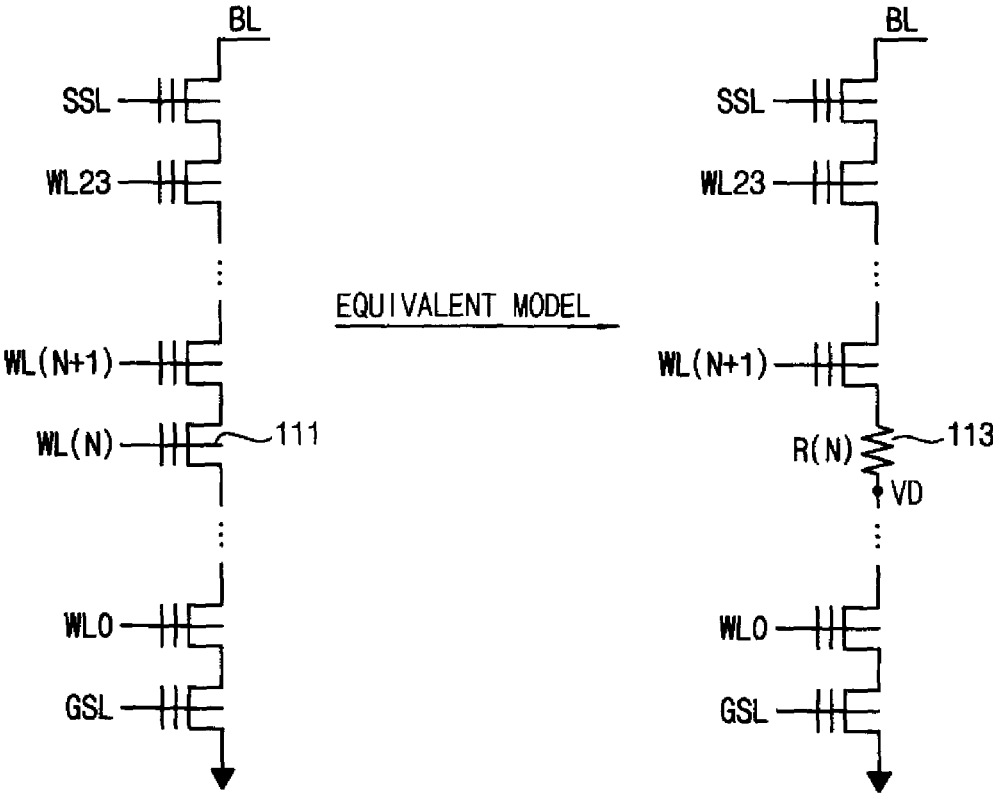 BL
SSL
WL23
WL(N+1)
WL(N)
111
WL0
GSL
EQUIVALENT MODEL
BL
SSL
WL23
WL(N+1)
R(N)
113
VD
WL0
GSL